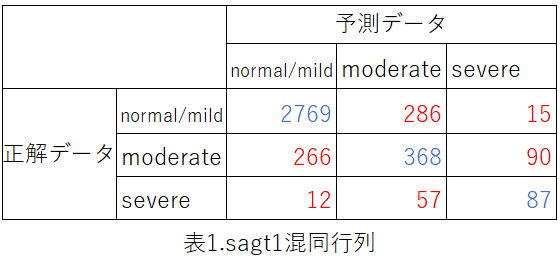 予測データ
normal/mild moderate severe
正解データ
normal/mild 2769 286 15
moderate 266 368 90
severe 12 57 87
表1.sagt1混同行列